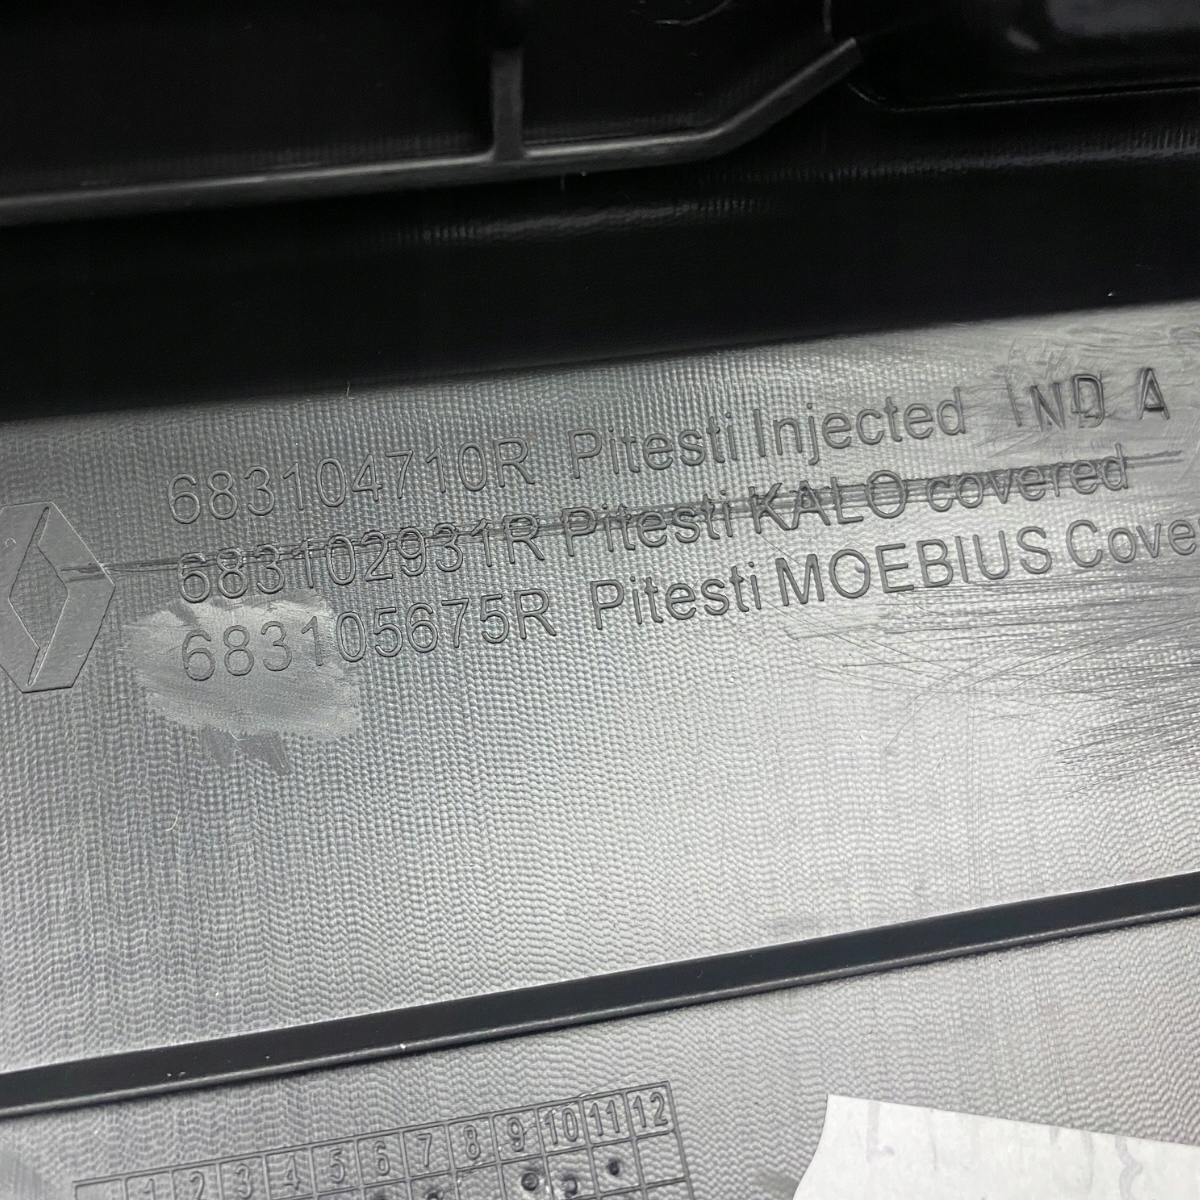 683104710R Pitesti Injected IND A
683102931R Pitesti KALO covered
683105675R Pitesti MOEBIUS Cove
1 2 3 4 5 6 7 8 9 10 11 12